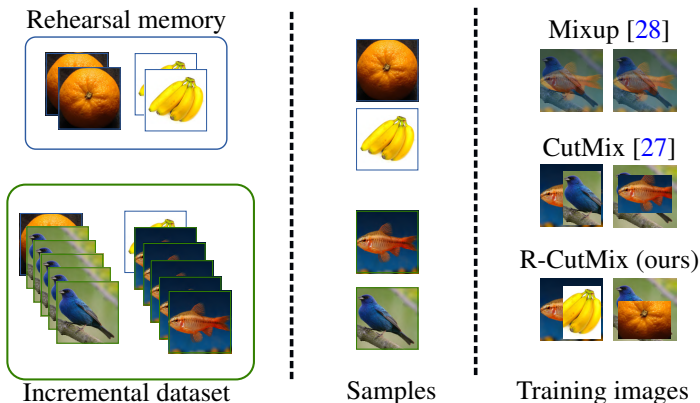 Rehearsal memory
Incremental dataset
Samples
Mixup [28]
CutMix [27]
R-CutMix (ours)
Training images